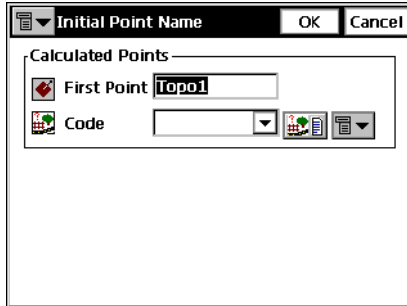 Initial Point Name OK Cancel
Calculated Points
First Point Topo1
Code